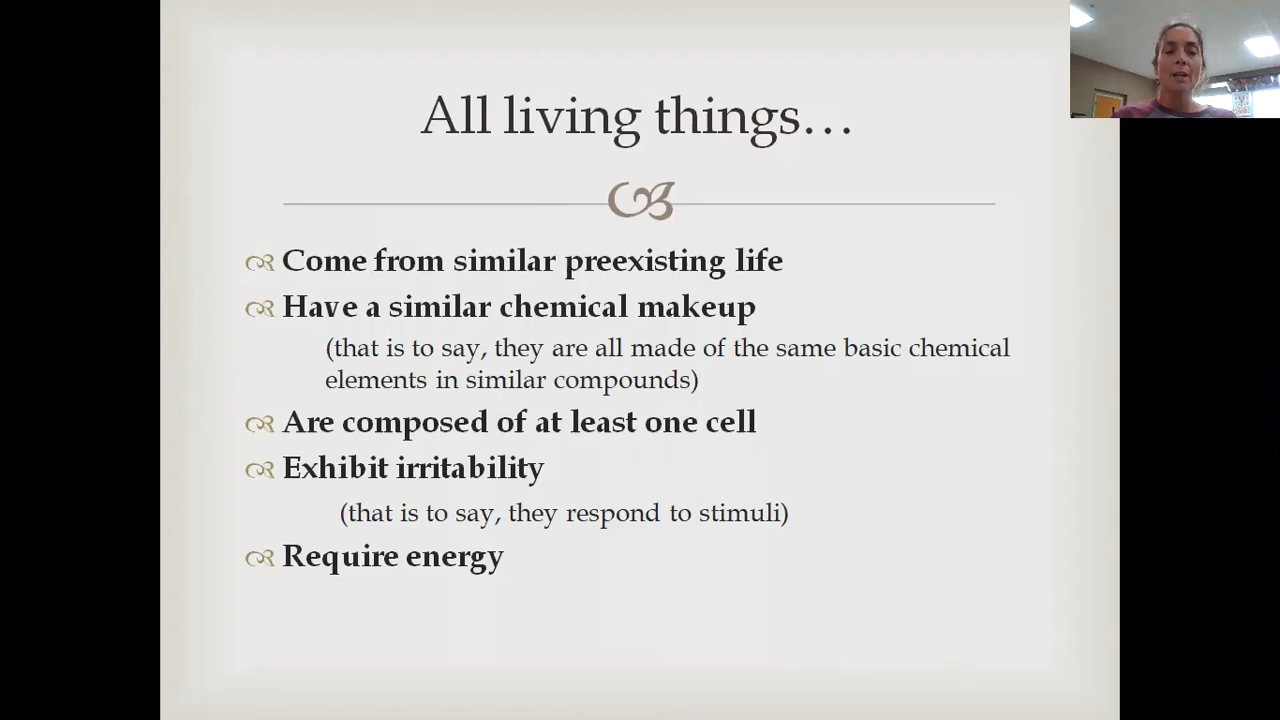 All living things…
Come from similar preexisting life
Have a similar chemical makeup
(that is to say, they are all made of the same basic chemical
elements in similar compounds)
Are composed of at least one cell
Exhibit irritability
(that is to say, they respond to stimuli)
Require energy